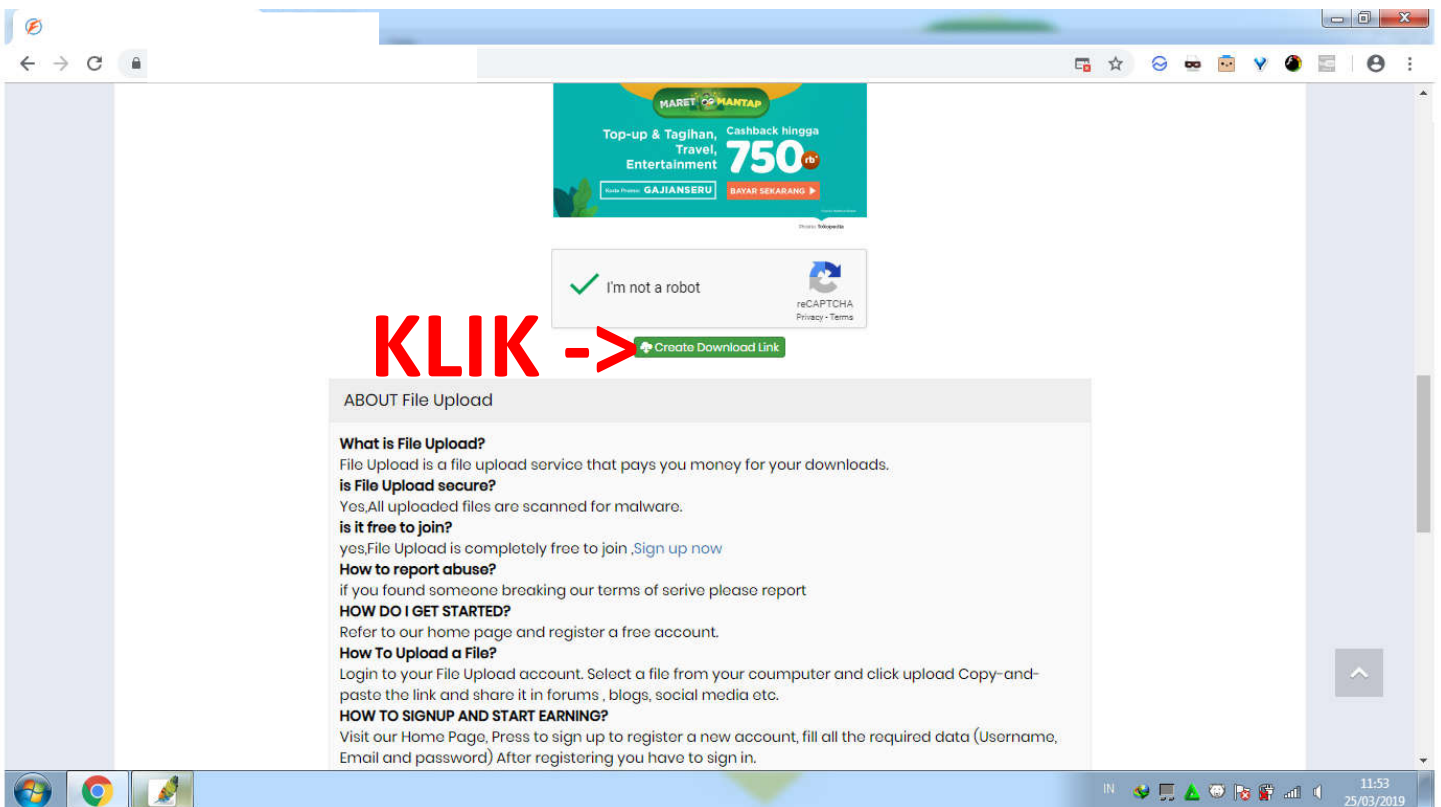 MARET MANTAP
Top-up & Tagihan,
Travel,
Entertainment
Cashback hingga
750rb*
Kode Promo: GAJIANSERU
BAYAR SEKARANG
I'm not a robot
reCAPTCHA
Privacy - Terms
KLIK ->
Create Download Link
ABOUT File Upload
What is File Upload?
File Upload is a file upload service that pays you money for your downloads.
is File Upload secure?
Yes,All uploaded files are scanned for malware.
is it free to join?
yes,File Upload is completely free to join ,Sign up now
How to report abuse?
if you found someone breaking our terms of serive please report
HOW DO I GET STARTED?
Refer to our home page and register a free account.
How To Upload a File?
Login to your File Upload account. Select a file from your coumputer and click upload Copy-and-
paste the link and share it in forums , blogs, social media etc.
HOW TO SIGNUP AND START EARNING?
Visit our Home Page, Press to sign up to register a new account, fill all the required data (Username,
Email and password) After registering you have to sign in.
IN
11:53
25/03/2019